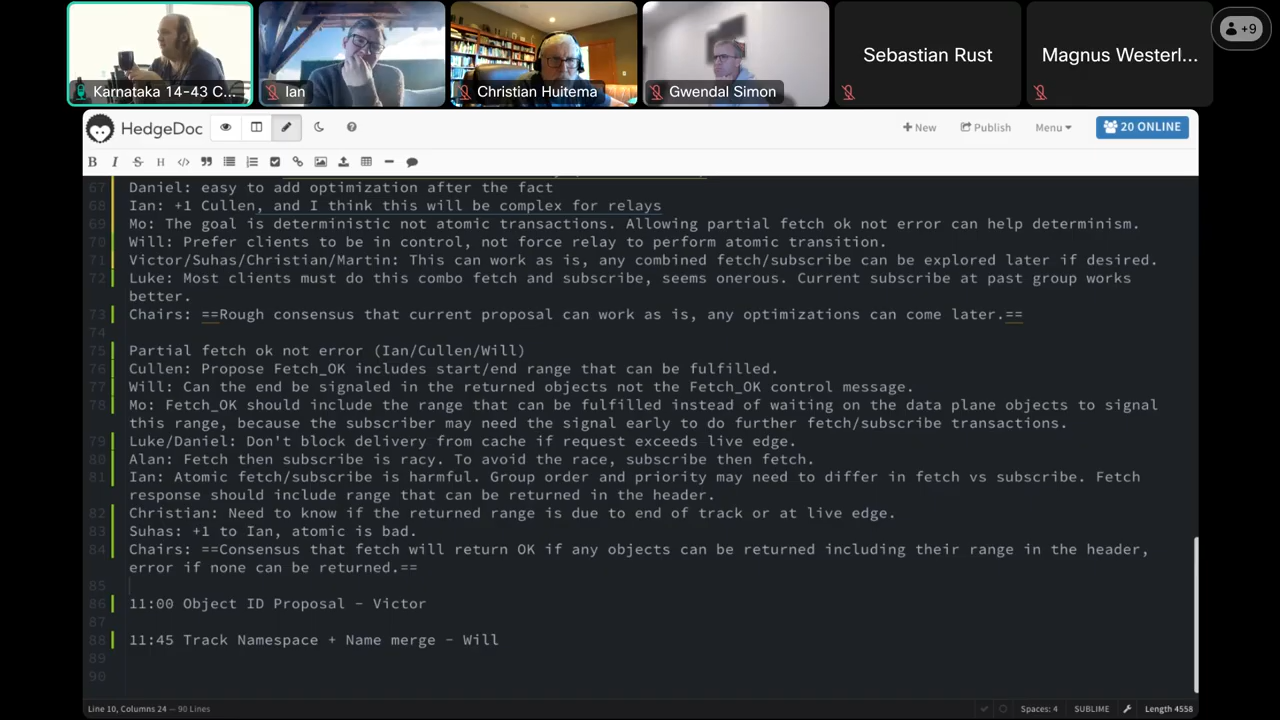 Karnataka 14-43 C...
Ian
Christian Huitema
Gwendal Simon
Sebastian Rust
Magnus Westerl...
+9
HedgeDoc
+ New
Publish
Menu
20 ONLINE
B I S H </>
67 Daniel: easy to add optimization after the fact
68 Ian: +1 Cullen, and I think this will be complex for relays
69 Mo: The goal is deterministic not atomic transactions. Allowing partial fetch ok not error can help determinism.
70 Will: Prefer clients to be in control, not force relay to perform atomic transition.
71 Victor/Suhas/Christian/Martin: This can work as is, any combined fetch/subscribe can be explored later if desired.
72 Luke: Most clients must do this combo fetch and subscribe, seems onerous. Current subscribe at past group works
better.
73 Chairs: ==Rough consensus that current proposal can work as is, any optimizations can come later.==
74
75 Partial fetch ok not error (Ian/Cullen/Will)
76 Cullen: Propose Fetch_OK includes start/end range that can be fulfilled.
77 Will: Can the end be signaled in the returned objects not the Fetch_OK control message.
78 Mo: Fetch_OK should include the range that can be fulfilled instead of waiting on the data plane objects to signal
this range, because the subscriber may need the signal early to do further fetch/subscribe transactions.
79 Luke/Daniel: Don't block delivery from cache if request exceeds live edge.
80 Alan: Fetch then subscribe is racy. To avoid the race, subscribe then fetch.
81 Ian: Atomic fetch/subscribe is harmful. Group order and priority may need to differ in fetch vs subscribe. Fetch
response should include range that can be returned in the header.
82 Christian: Need to know if the returned range is due to end of track or at live edge.
83 Suhas: +1 to Ian, atomic is bad.
84 Chairs: ==Consensus that fetch will return OK if any objects can be returned including their range in the header,
error if none can be returned.==
85
86 11:00 Object ID Proposal - Victor
87
88 11:45 Track Namespace + Name merge - Will
89
90
Line 10, Columns 24 — 90 Lines
Spaces: 4
SUBLIME
Length 4558